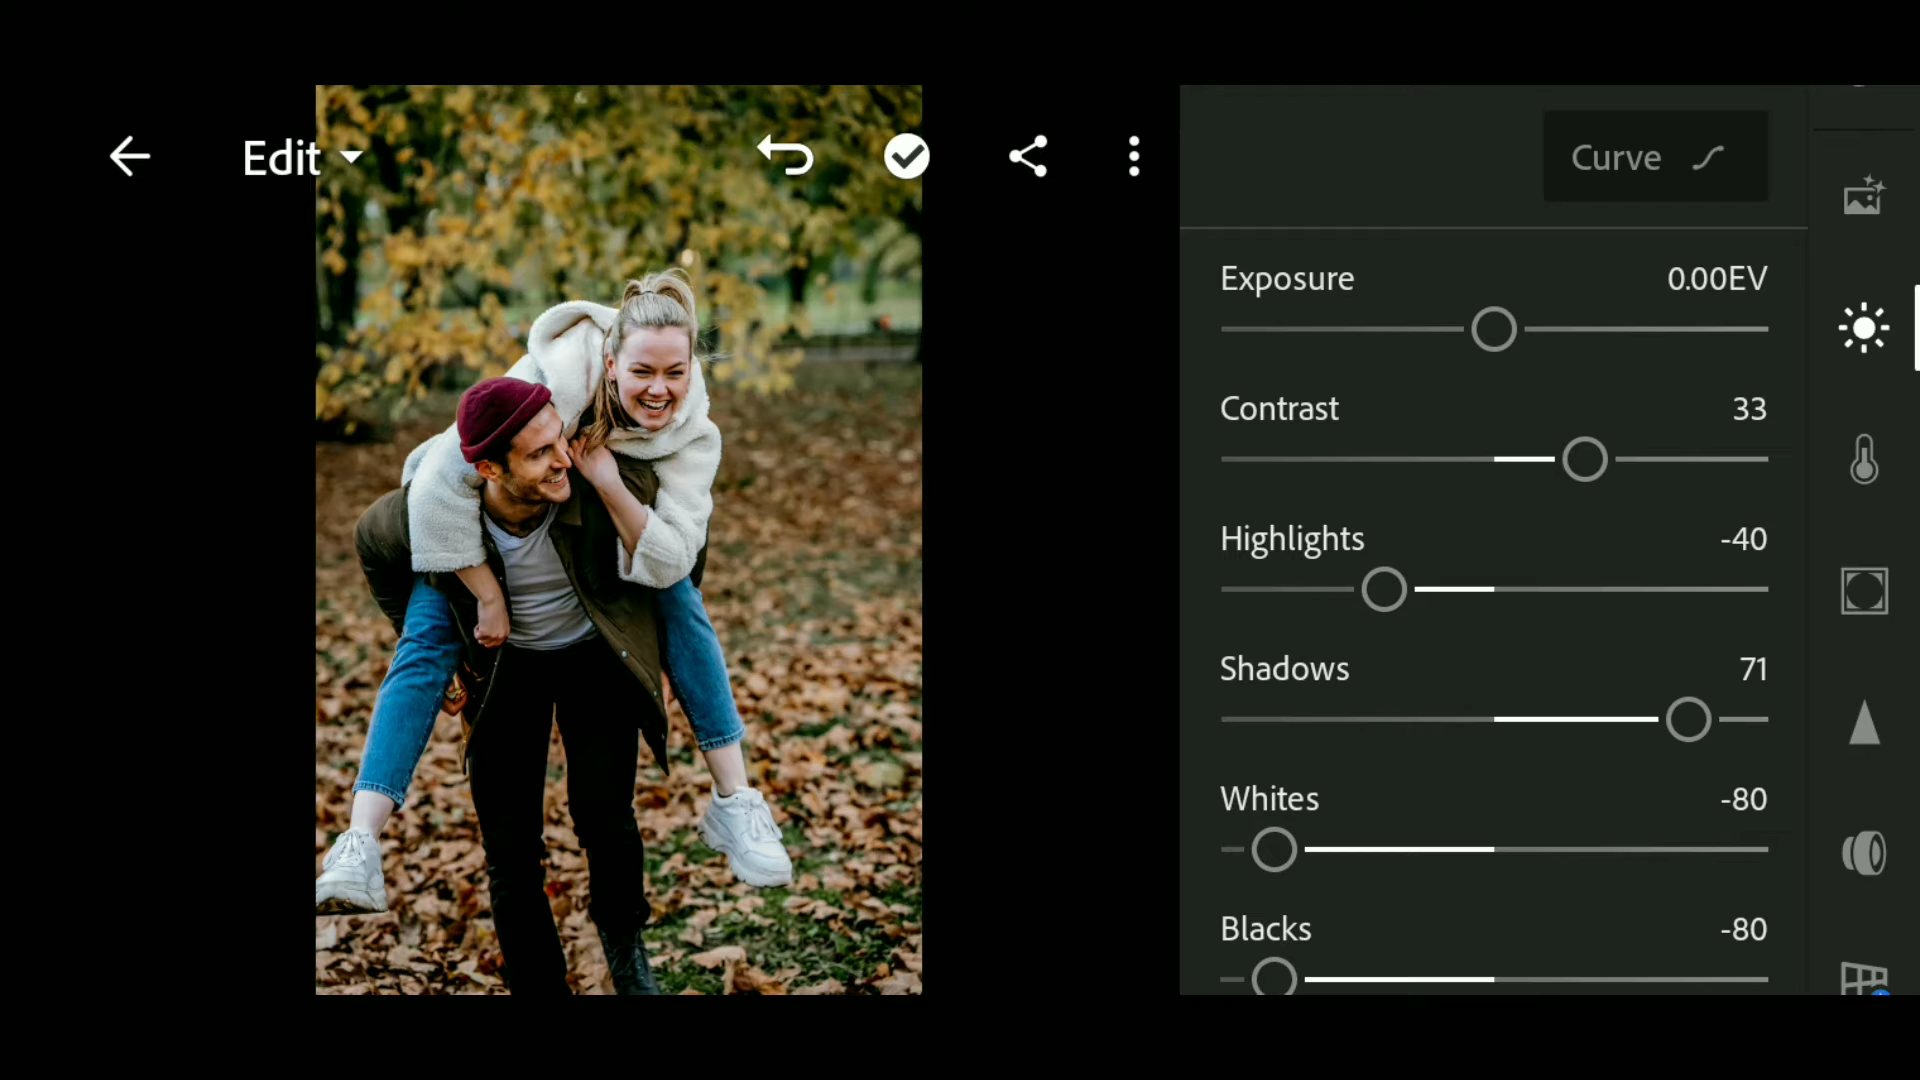 Edit
Curve
Exposure 0.00EV
Contrast 33
Highlights -40
Shadows 71
Whites -80
Blacks -80